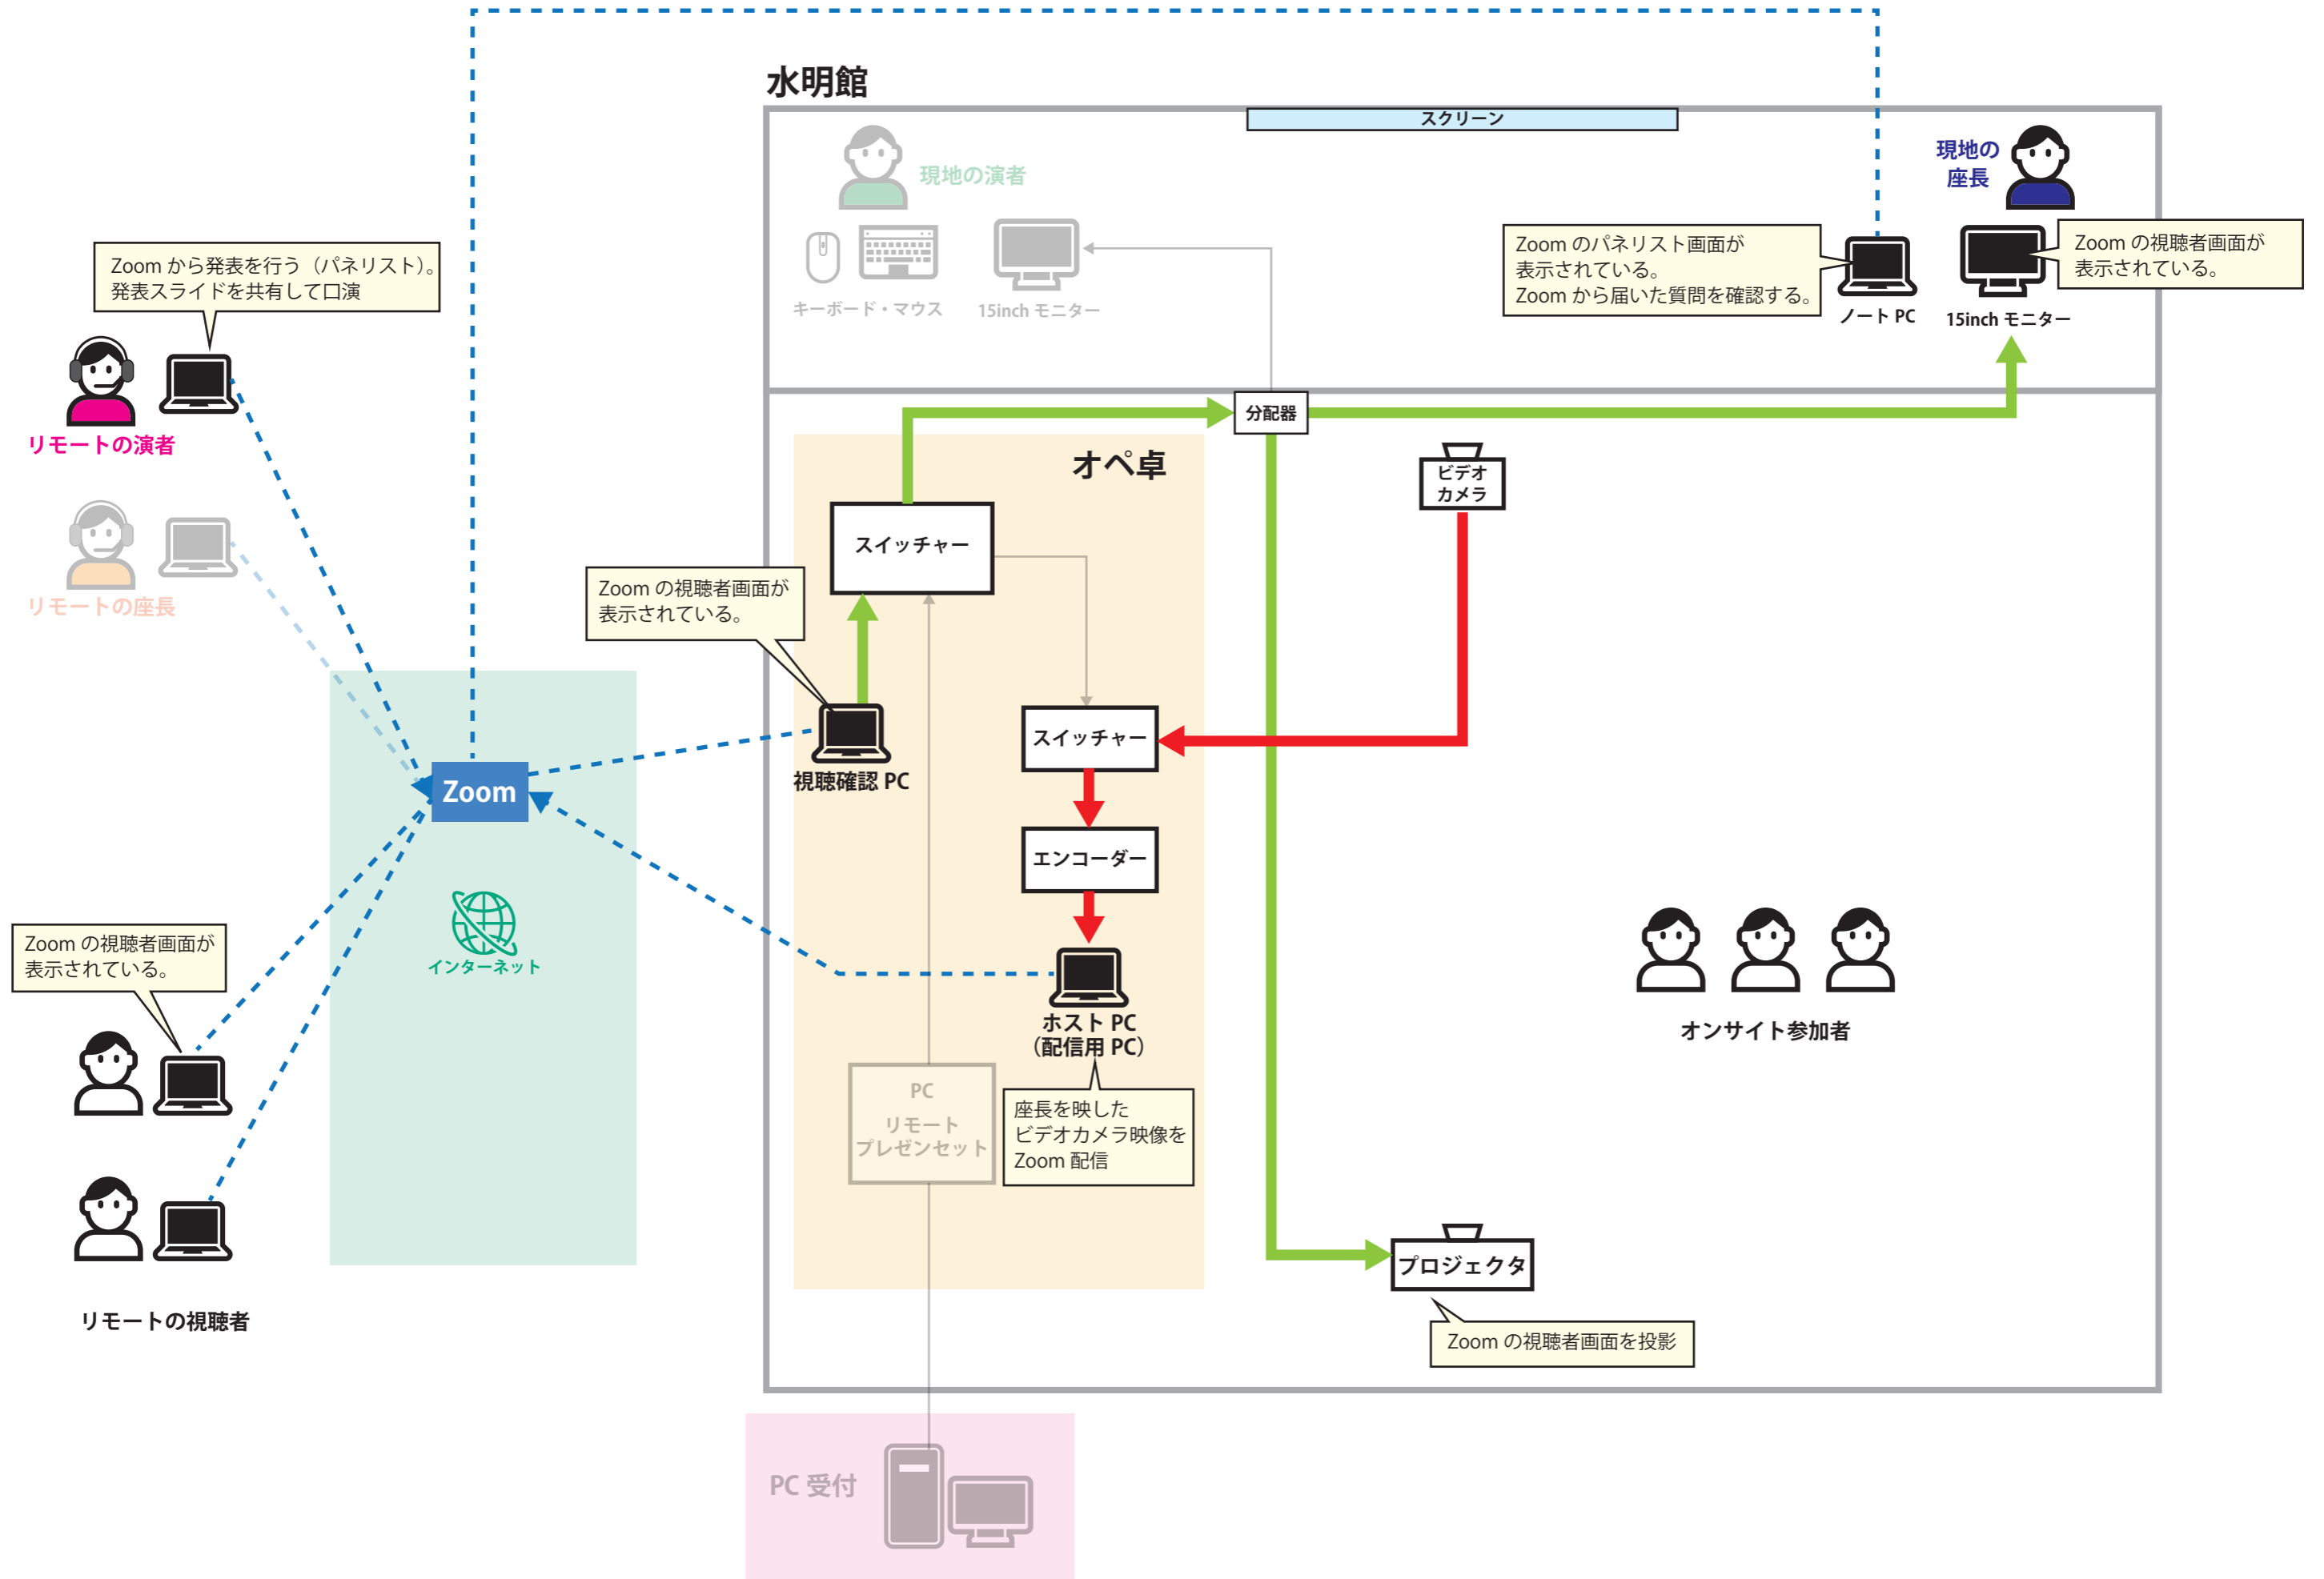 水明館
スクリーン
現地の演者
キーボード・マウス
15inch モニター
現地の
座長
Zoom のパネリスト画面が
表示されている。
Zoom から届いた質問を確認する。
ノート PC
Zoom の視聴者画面が
表示されている。
15inch モニター
Zoom から発表を行う（パネリスト）。
発表スライドを共有して口演
リモートの演者
リモートの座長
分配器
オペ卓
ビデオ
カメラ
スイッチャー
Zoom の視聴者画面が
表示されている。
視聴確認 PC
スイッチャー
Zoom
エンコーダー
インターネット
Zoom の視聴者画面が
表示されている。
リモートの視聴者
ホスト PC
（配信用 PC）
座長を映した
ビデオカメラ映像を
Zoom 配信
PC
リモート
プレゼンセット
オンサイト参加者
プロジェクタ
Zoom の視聴者画面を投影
PC 受付